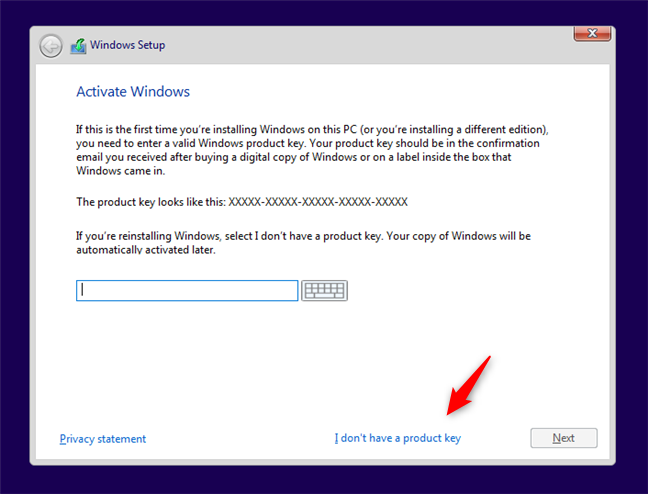 Windows Setup
Activate Windows
If this is the first time you're installing Windows on this PC (or you're installing a different edition),
you need to enter a valid Windows product key. Your product key should be in the confirmation
email you received after buying a digital copy of Windows or on a label inside the box that
Windows came in.
The product key looks like this: XXXXX-XXXXX-XXXXX-XXXXX-XXXXX
If you're reinstalling Windows, select I don't have a product key. Your copy of Windows will be
automatically activated later.
Privacy statement
I don't have a product key
Next